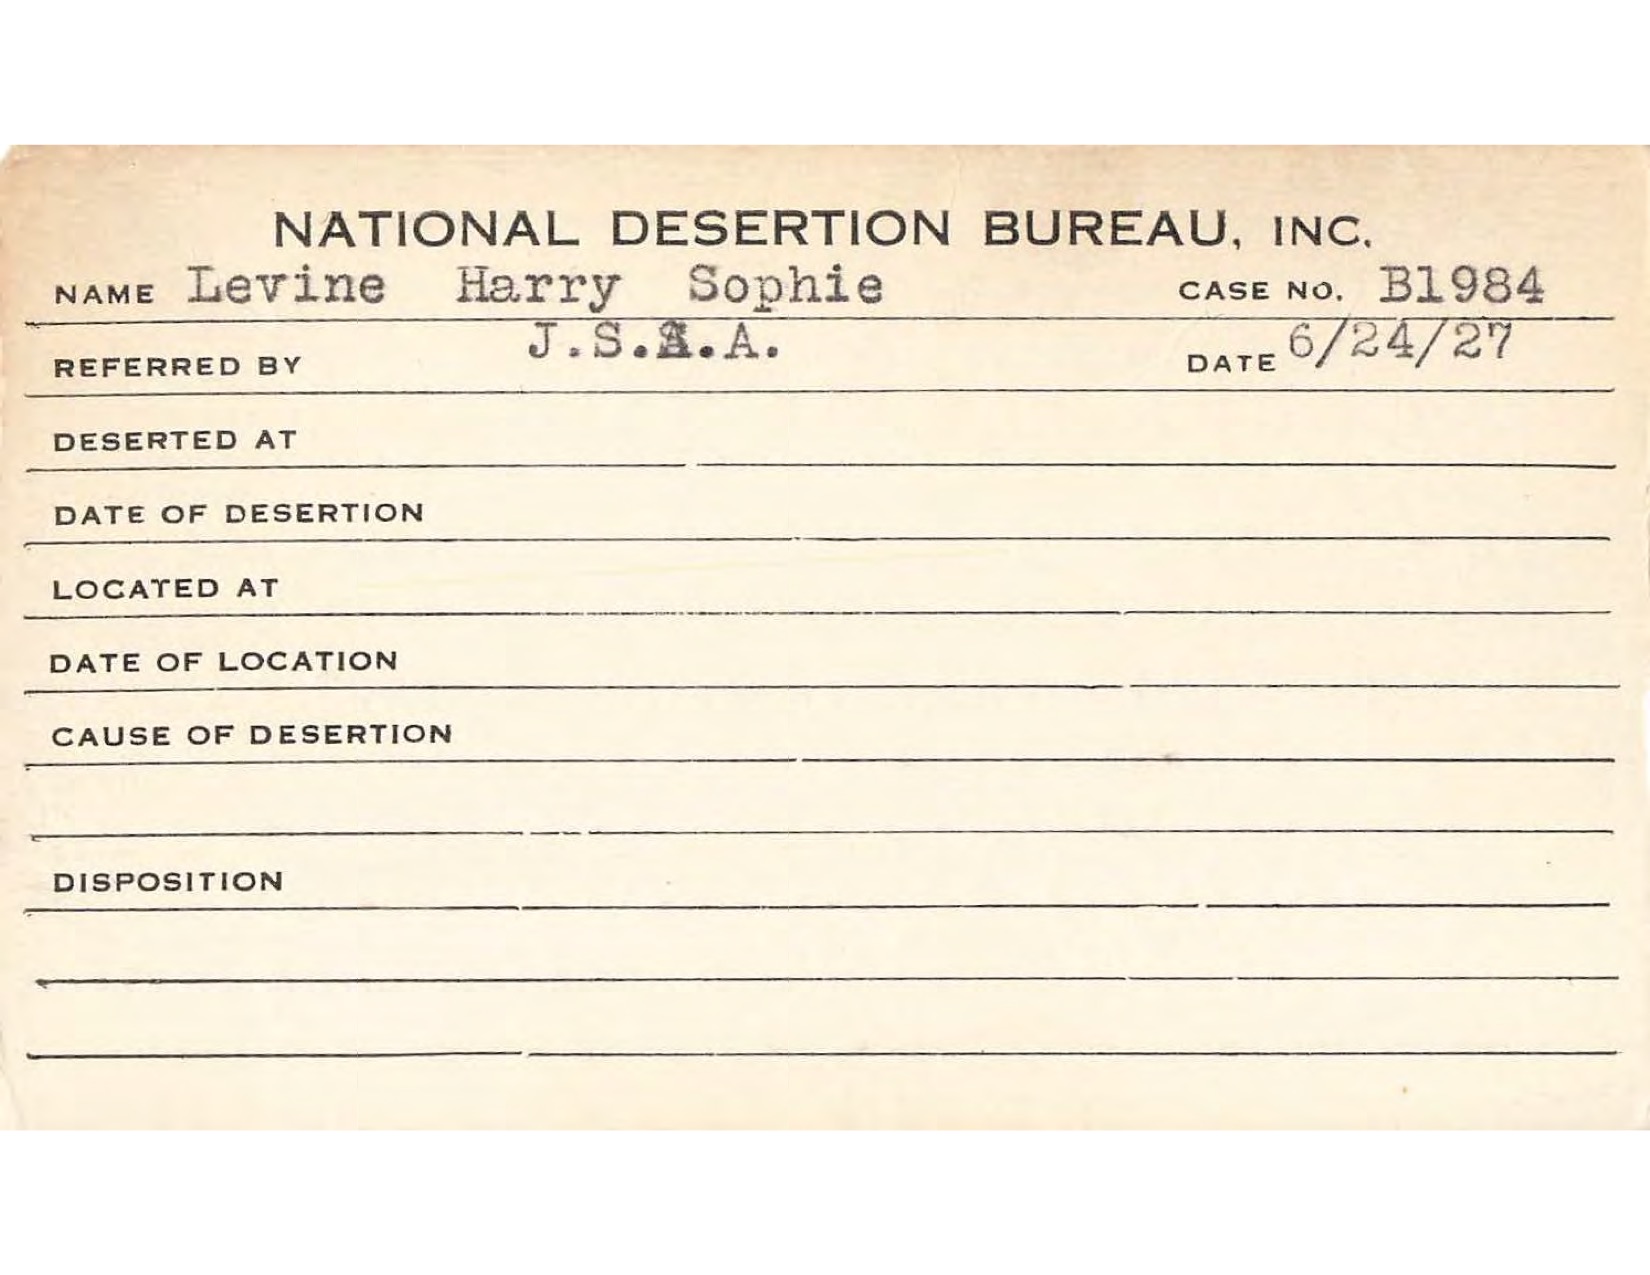 NATIONAL DESERTION BUREAU, INC.
NAME Levine Harry Sophie CASE NO. B1984
REFERRED BY J.S.S.A. DATE 6/24/27
DESERTED AT
DATE OF DESERTION
LOCATED AT
DATE OF LOCATION
CAUSE OF DESERTION
DISPOSITION